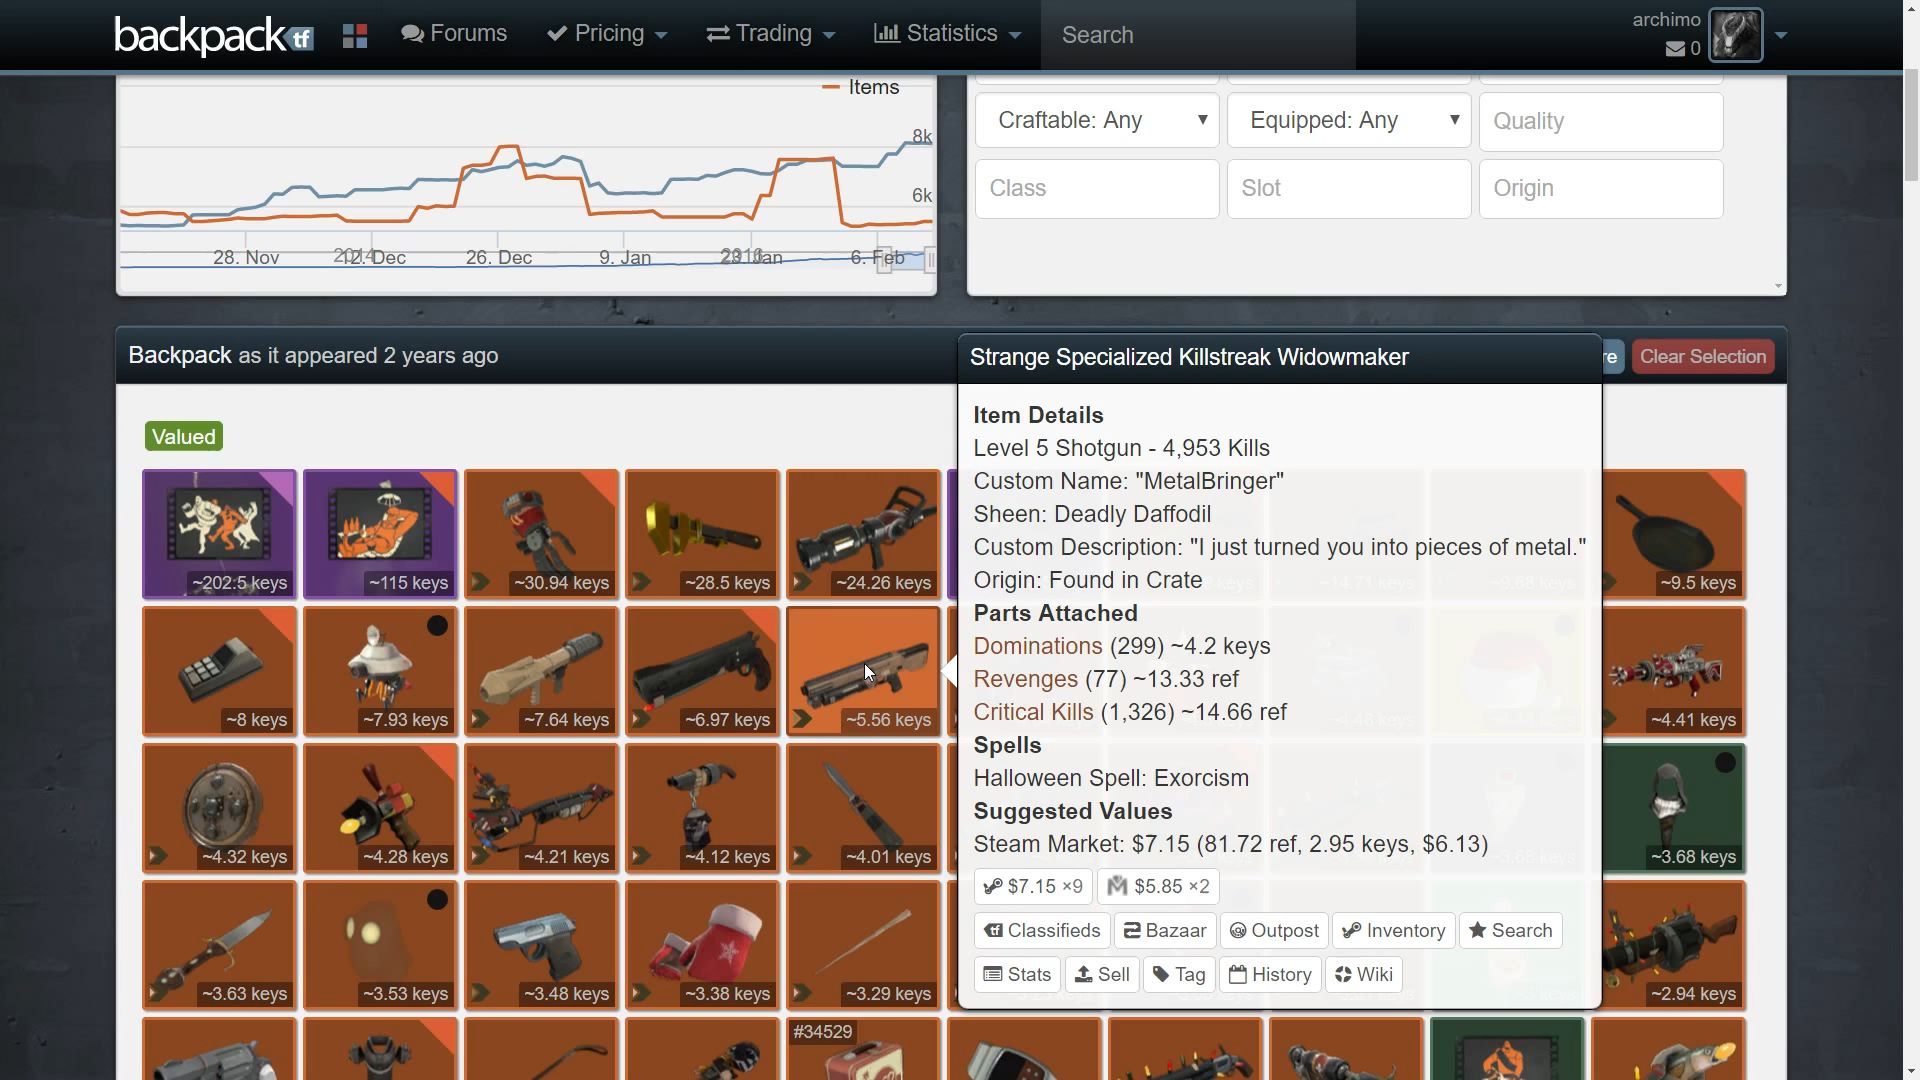 backpack tf
Forums
Pricing
Trading
Statistics
Search
archimo
0
Items
8k
6k
28. Nov
12. Dec
26. Dec
9. Jan
23. Jan
6. Feb
2014
2016
Craftable: Any
Equipped: Any
Quality
Class
Slot
Origin
Backpack as it appeared 2 years ago
re
Clear Selection
Valued
~202.5 keys
~115 keys
~30.94 keys
~28.5 keys
~24.26 keys
~9.5 keys
~8 keys
~7.93 keys
~7.64 keys
~6.97 keys
~5.56 keys
~4.41 keys
~4.32 keys
~4.28 keys
~4.21 keys
~4.12 keys
~4.01 keys
~3.68 keys
~3.63 keys
~3.53 keys
~3.48 keys
~3.38 keys
~3.29 keys
~2.94 keys
#34529
Strange Specialized Killstreak Widowmaker
Item Details
Level 5 Shotgun - 4,953 Kills
Custom Name: "MetalBringer"
Sheen: Deadly Daffodil
Custom Description: "I just turned you into pieces of metal."
Origin: Found in Crate
Parts Attached
Dominations (299) ~4.2 keys
Revenges (77) ~13.33 ref
Critical Kills (1,326) ~14.66 ref
Spells
Halloween Spell: Exorcism
Suggested Values
Steam Market: $7.15 (81.72 ref, 2.95 keys, $6.13)
$7.15 ×9
$5.85 ×2
Classifieds
Bazaar
Outpost
Inventory
Search
Stats
Sell
Tag
History
Wiki